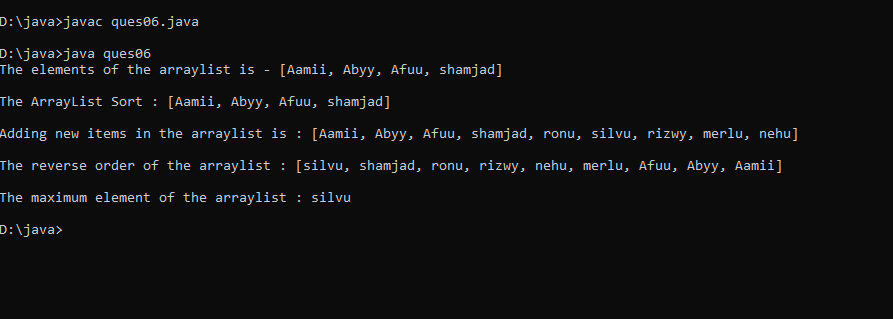 D:\java>javac ques06.java
D:\java>java ques06
The elements of the arraylist is - [Aamii, Abyy, Afuu, shamjad]
The ArrayList Sort : [Aamii, Abyy, Afuu, shamjad]
Adding new items in the arraylist is : [Aamii, Abyy, Afuu, shamjad, ronu, silvu, rizwy, merlu, nehu]
The reverse order of the arraylist : [silvu, shamjad, ronu, rizwy, nehu, merlu, Afuu, Abyy, Aamii]
The maximum element of the arraylist : silvu
D:\java>